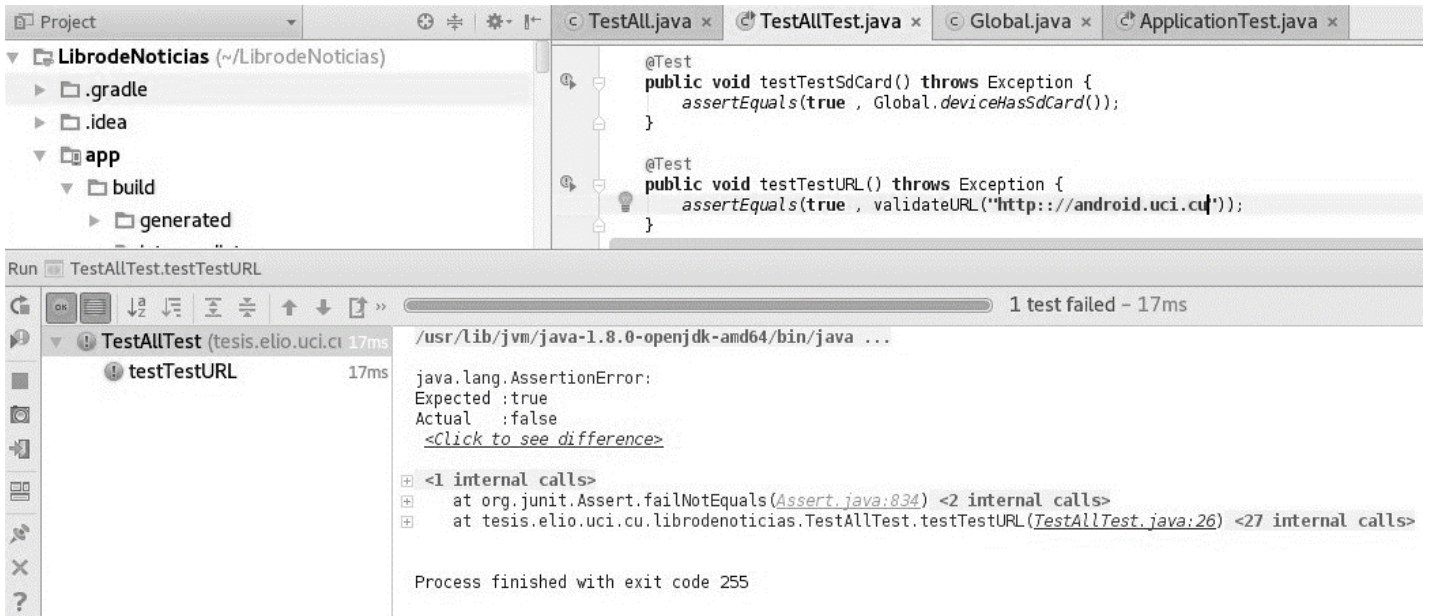 Project
TestAll.java × TestAllTest.java × Global.java × ApplicationTest.java ×
LibrodeNoticias (~/LibrodeNoticias)
.gradle
.idea
app
build
generated
@Test
public void testTestSdCard() throws Exception {
assertEquals(true , Global.deviceHasSdCard());
}
@Test
public void testTestURL() throws Exception {
assertEquals(true , validateURL("http:://android.uci.cu"));
}
Run TestAllTest.testTestURL
OK
1 test failed – 17ms
TestAllTest (tesis.elio.uci.cu 17ms
testTestURL 17ms
/usr/lib/jvm/java-1.8.0-openjdk-amd64/bin/java ...
java.lang.AssertionError:
Expected :true
Actual :false
<Click to see difference>
<1 internal calls>
at org.junit.Assert.failNotEquals(Assert.java:834) <2 internal calls>
at tesis.elio.uci.cu.librodenoticias.TestAllTest.testTestURL(TestAllTest.java:26) <27 internal calls>
Process finished with exit code 255